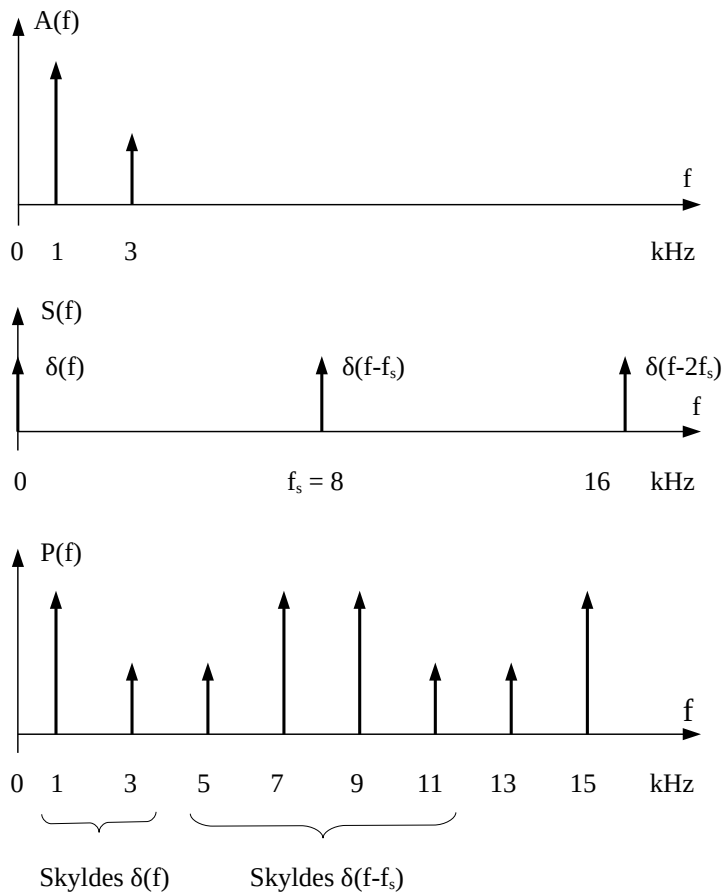 A(f)
f
0 1 3 kHz
S(f)
δ(f) δ(f-fₛ) δ(f-2fₛ)
f
0 fₛ = 8 16 kHz
P(f)
f
0 1 3 5 7 9 11 13 15 kHz
Skyldes δ(f) Skyldes δ(f-fₛ)